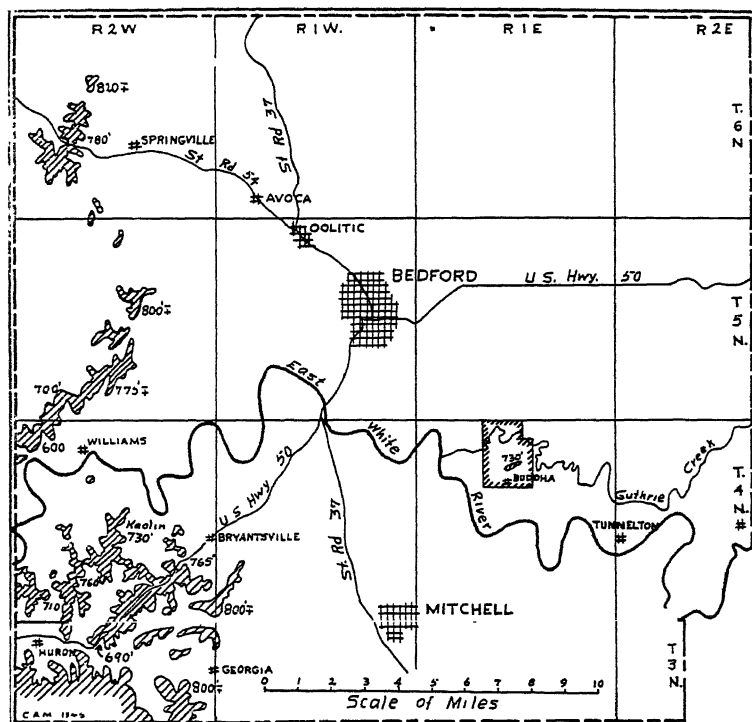 R2W
R1W.
R1E
R2E
820∓
T. 6 N
780'
SPRINGVILLE
St Rd 54
St Rd 37
AVOCA
OOLITIC
BEDFORD
U.S. Hwy. 50
T 5 N.
800'∓
East White River
700'
775'∓
600
WILLIAMS
730'
BUDDHA
Guthrie Creek
T. 4 N.
TUNNELTON
Kaolin
730'
U S Hwy 50
BRYANTSVILLE
St Rd 37
765'
760'
710
800'∓
MITCHELL
HURON
690'
GEORGIA
T 3 N.
800∓
0 1 2 3 4 5 6 7 8 9 10
Scale of Miles